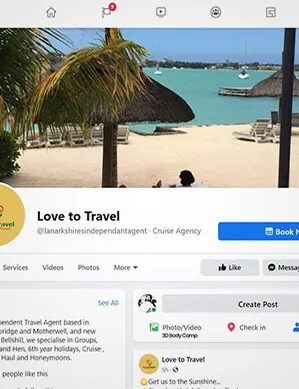 9
Love to Travel
@lanarkshiresindependantagent · Cruise Agency
Book N
Services Videos Photos More
Like
Messa
See All
pendent Travel Agent based in
bridge and Motherwell, and new
Bellshill, we specialise in Groups,
and Hen, 6th year holidays, Cruise ,
Haul and Honeymoons.
people like this
Create Post
Photo/Video
3D Body Comp
Check in
Love to Travel
5h ·
Get us to the Sunshine...